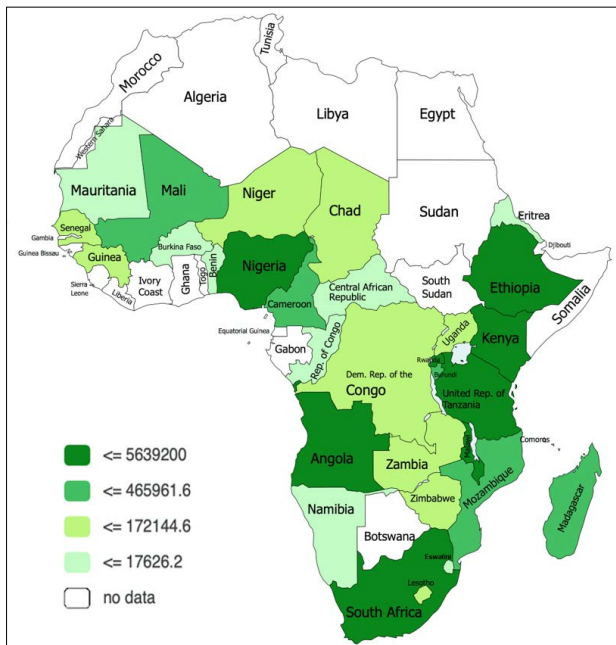 Tunisia
Morocco
Algeria
Libya
Egypt
Western Sahara
Mauritania
Mali
Niger
Chad
Sudan
Eritrea
Djibouti
Senegal
Gambia
Guinea Bissau
Guinea
Sierra
Leone
Liberia
Ivory
Coast
Burkina Faso
Ghana
Togo
Benin
Nigeria
Cameroon
Central African
Republic
South
Sudan
Ethiopia
Somalia
Equatorial Guinea
Gabon
Rep. of Congo
Dem. Rep. of the
Congo
Uganda
Kenya
Rwanda
Burundi
United Rep. of
Tanzania
Comoros
Angola
Zambia
Malawi
Mozambique
Madagascar
Zimbabwe
Namibia
Botswana
Eswatini
Lesotho
South Africa
<= 5639200
<= 465961.6
<= 172144.6
<= 17626.2
no data